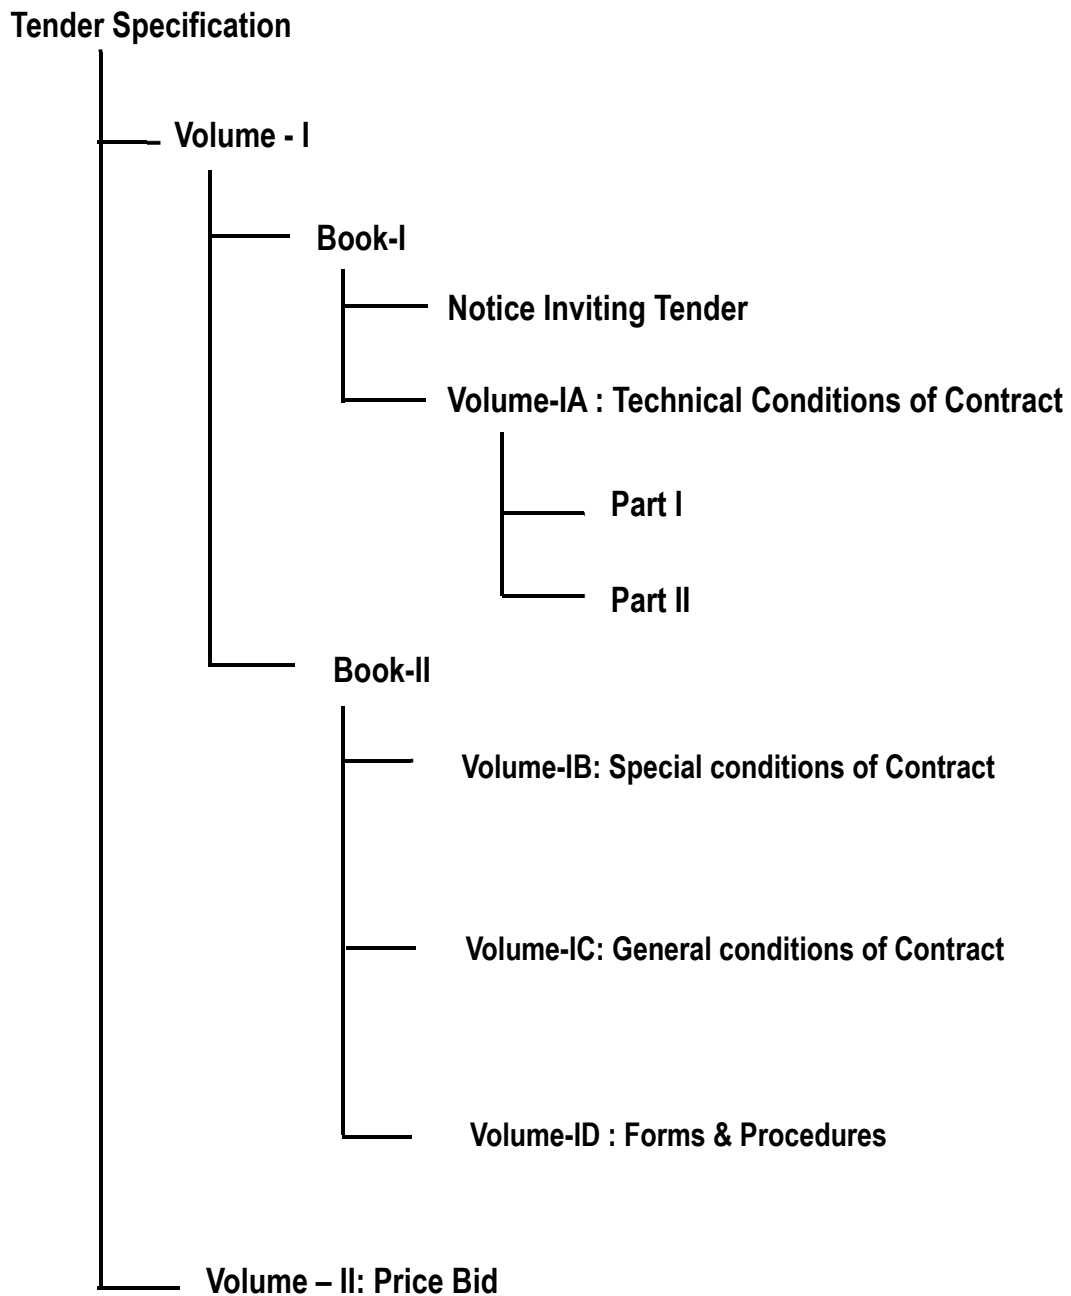 Tender Specification
Volume - I
Book-I
Notice Inviting Tender
Volume-IA : Technical Conditions of Contract
Part I
Part II
Book-II
Volume-IB: Special conditions of Contract
Volume-IC: General conditions of Contract
Volume-ID : Forms & Procedures
Volume – II: Price Bid